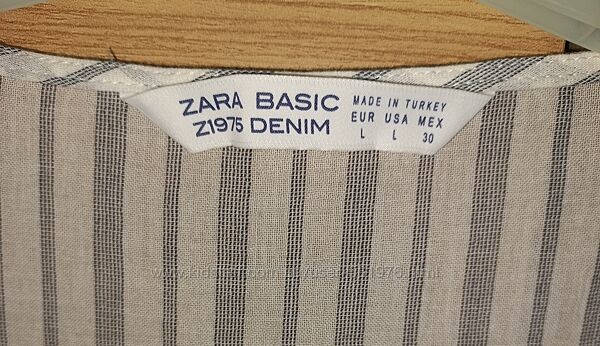 ZARA BASIC
Z1975 DENIM
MADE IN TURKEY
EUR USA MEX
L L 30